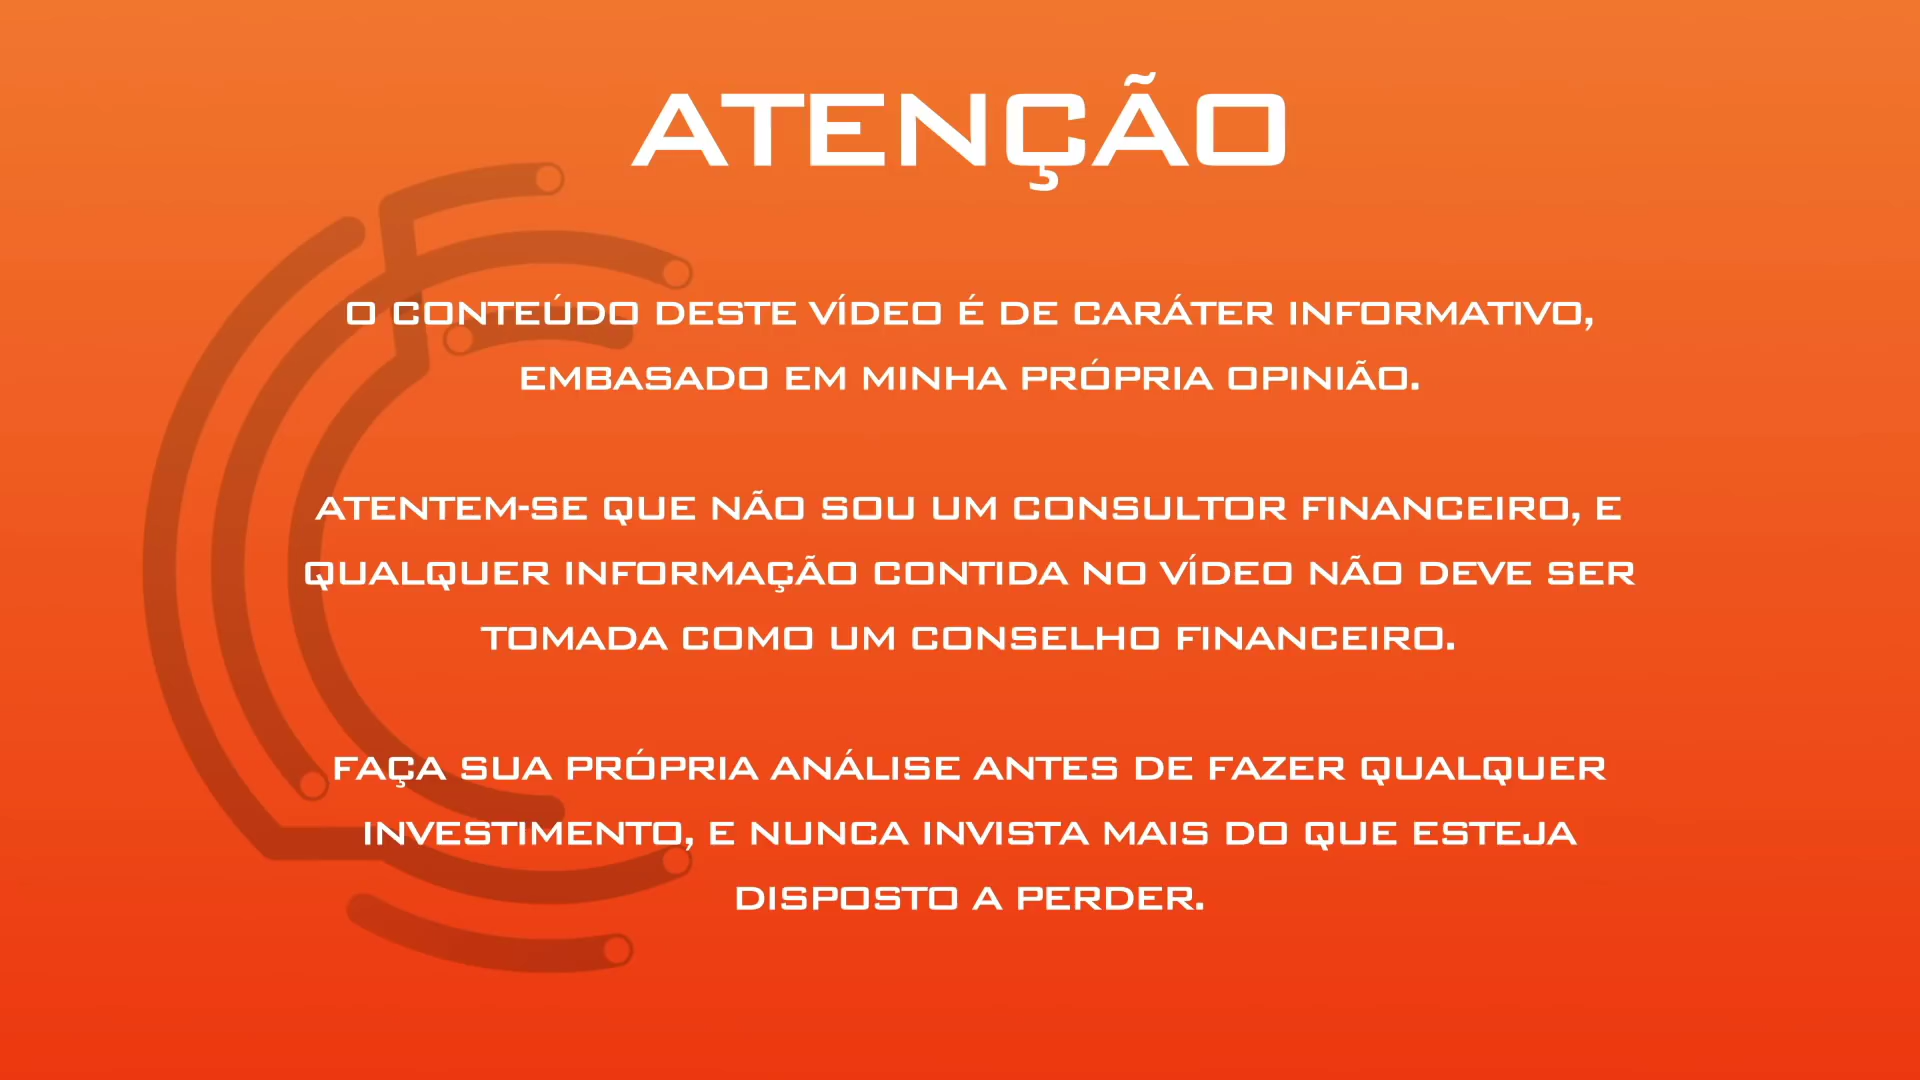 ATENÇÃO
O CONTEÚDO DESTE VÍDEO É DE CARÁTER INFORMATIVO,
EMBASADO EM MINHA PRÓPRIA OPINIÃO.
ATENTEM-SE QUE NÃO SOU UM CONSULTOR FINANCEIRO, E
QUALQUER INFORMAÇÃO CONTIDA NO VÍDEO NÃO DEVE SER
TOMADA COMO UM CONSELHO FINANCEIRO.
FAÇA SUA PRÓPRIA ANÁLISE ANTES DE FAZER QUALQUER
INVESTIMENTO, E NUNCA INVISTA MAIS DO QUE ESTEJA
DISPOSTO A PERDER.